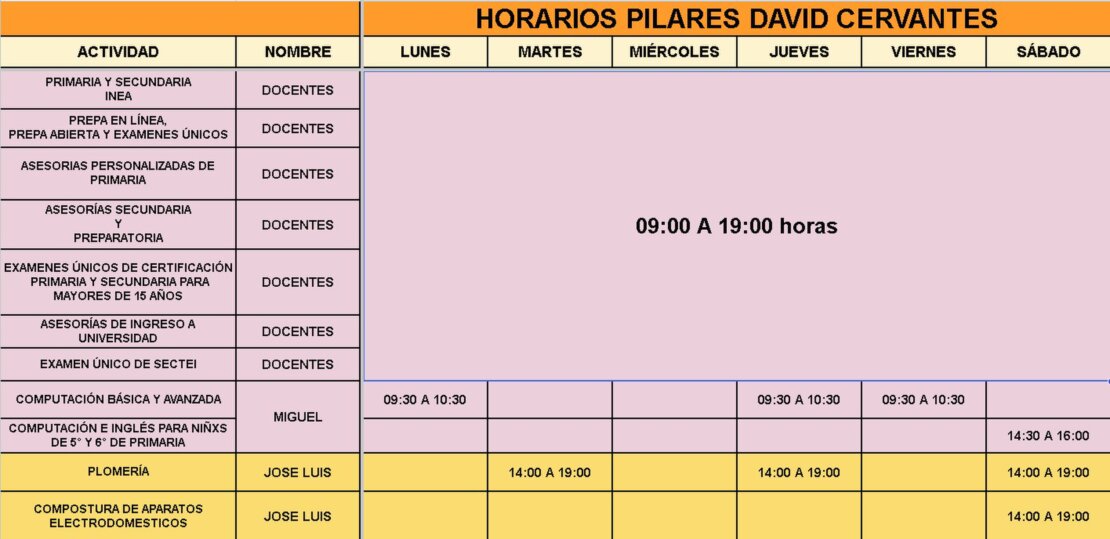 HORARIOS PILARES DAVID CERVANTES
ACTIVIDAD NOMBRE LUNES MARTES MIÉRCOLES JUEVES VIERNES SÁBADO
PRIMARIA Y SECUNDARIA
INEA
DOCENTES
PREPA EN LÍNEA,
PREPA ABIERTA Y EXAMENES ÚNICOS
DOCENTES
ASESORIAS PERSONALIZADAS DE
PRIMARIA
DOCENTES
ASESORÍAS SECUNDARIA
Y
PREPARATORIA
DOCENTES
09:00 A 19:00 horas
EXAMENES ÚNICOS DE CERTIFICACIÓN
PRIMARIA Y SECUNDARIA PARA
MAYORES DE 15 AÑOS
DOCENTES
ASESORÍAS DE INGRESO A
UNIVERSIDAD
DOCENTES
EXAMEN ÚNICO DE SECTEI DOCENTES
COMPUTACIÓN BÁSICA Y AVANZADA
MIGUEL
09:30 A 10:30 09:30 A 10:30 09:30 A 10:30
COMPUTACIÓN E INGLÉS PARA NIÑXS
DE 5° Y 6° DE PRIMARIA
14:30 A 16:00
PLOMERÍA JOSE LUIS 14:00 A 19:00 14:00 A 19:00 14:00 A 19:00
COMPOSTURA DE APARATOS
ELECTRODOMESTICOS
JOSE LUIS 14:00 A 19:00